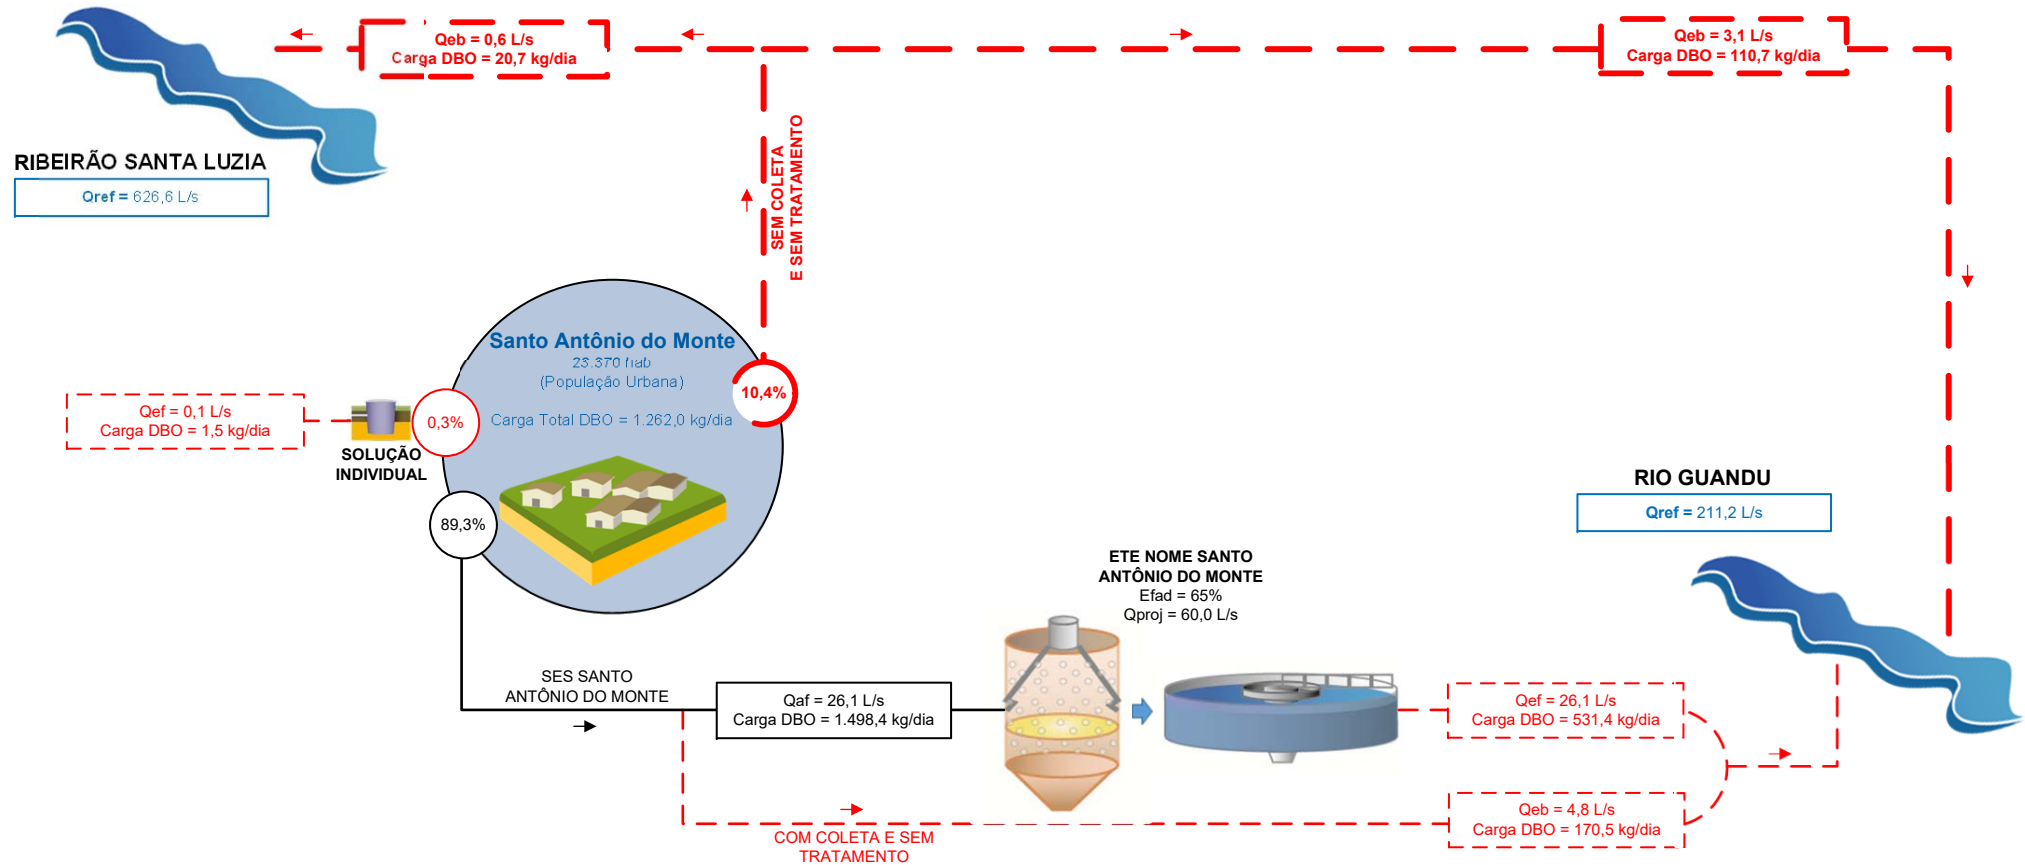 Qeb = 0,6 L/s
Carga DBO = 20,7 kg/dia
Qeb = 3,1 L/s
Carga DBO = 110,7 kg/dia
RIBEIRÃO SANTA LUZIA
Qref = 626,6 L/s
SEM COLETA
E SEM TRATAMENTO
Santo Antônio do Monte
23.370 hab
(População Urbana)
Carga Total DBO = 1.262,0 kg/dia
10,4%
0,3%
89,3%
Qef = 0,1 L/s
Carga DBO = 1,5 kg/dia
SOLUÇÃO
INDIVIDUAL
RIO GUANDU
Qref = 211,2 L/s
ETE NOME SANTO
ANTÔNIO DO MONTE
Efad = 65%
Qproj = 60,0 L/s
SES SANTO
ANTÔNIO DO MONTE
Qaf = 26,1 L/s
Carga DBO = 1.498,4 kg/dia
Qef = 26,1 L/s
Carga DBO = 531,4 kg/dia
Qeb = 4,8 L/s
Carga DBO = 170,5 kg/dia
COM COLETA E SEM
TRATAMENTO